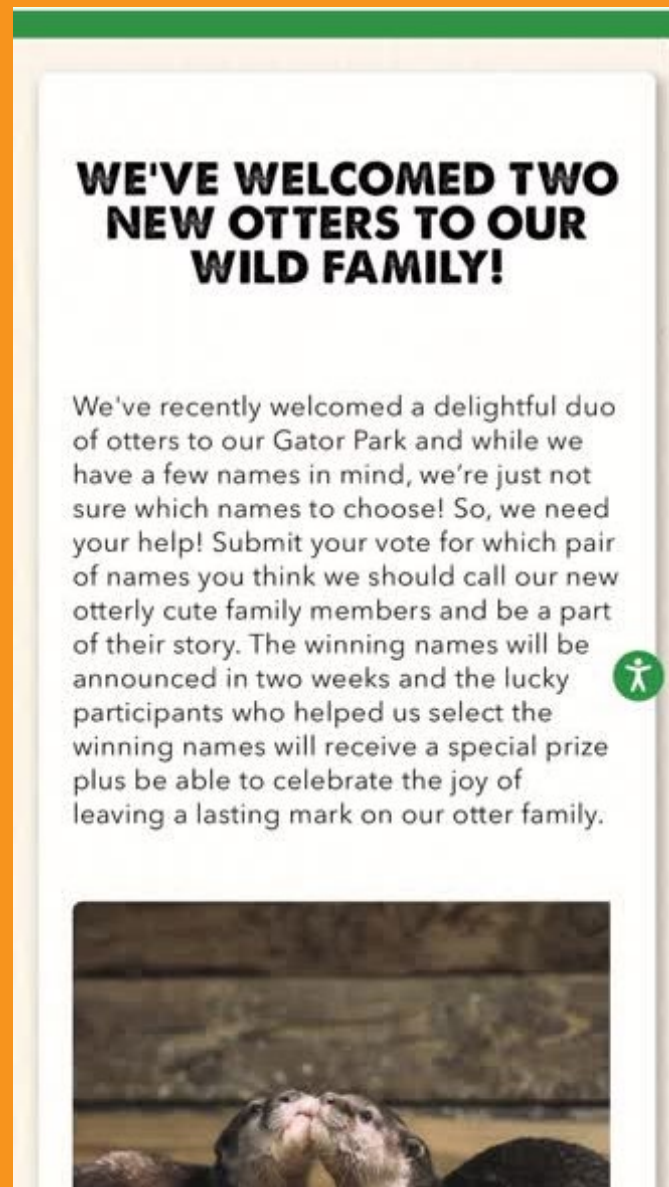 WE'VE WELCOMED TWO
NEW OTTERS TO OUR
WILD FAMILY!
We've recently welcomed a delightful duo
of otters to our Gator Park and while we
have a few names in mind, we’re just not
sure which names to choose! So, we need
your help! Submit your vote for which pair
of names you think we should call our new
otterly cute family members and be a part
of their story. The winning names will be
announced in two weeks and the lucky
participants who helped us select the
winning names will receive a special prize
plus be able to celebrate the joy of
leaving a lasting mark on our otter family.